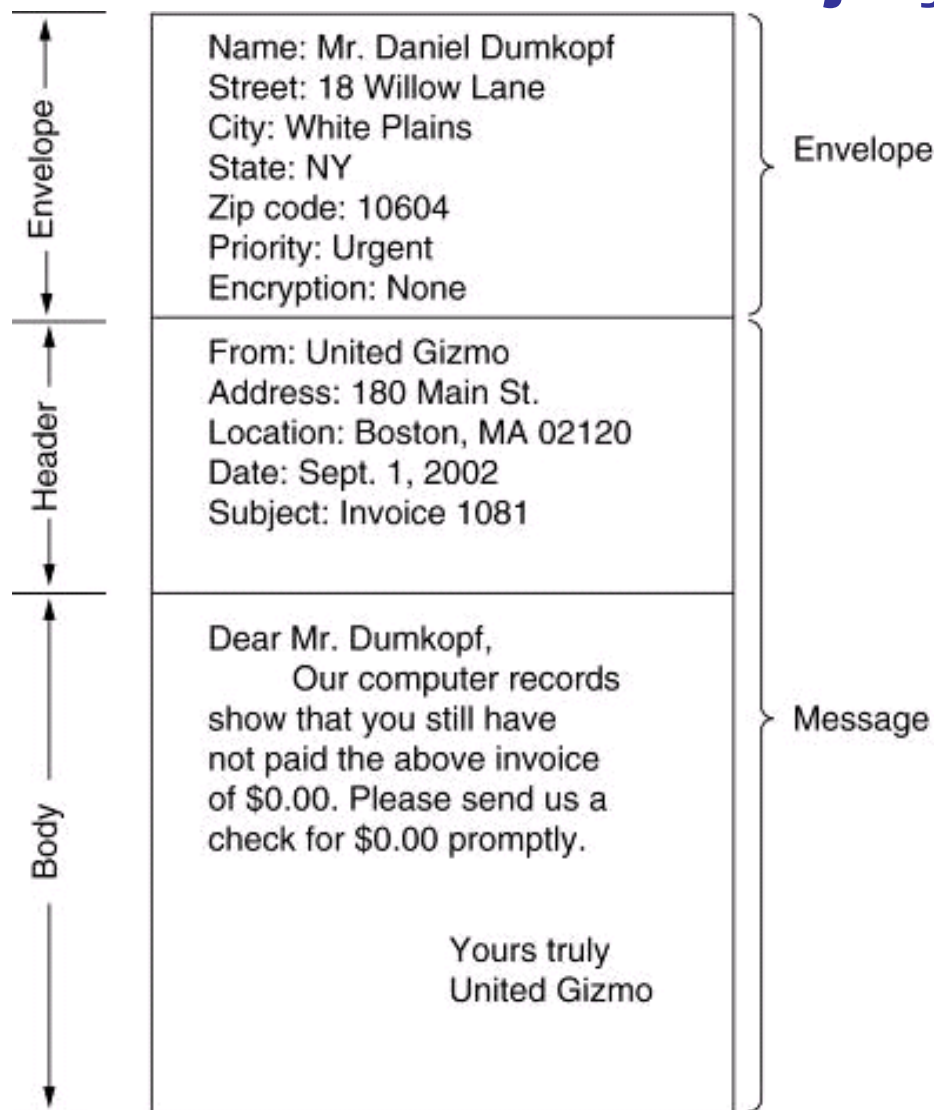 Envelope
Name: Mr. Daniel Dumkopf
Street: 18 Willow Lane
City: White Plains
State: NY
Zip code: 10604
Priority: Urgent
Encryption: None
Envelope
Header
From: United Gizmo
Address: 180 Main St.
Location: Boston, MA 02120
Date: Sept. 1, 2002
Subject: Invoice 1081
Body
Dear Mr. Dumkopf,
Our computer records
show that you still have
not paid the above invoice
of $0.00. Please send us a
check for $0.00 promptly.
Yours truly
United Gizmo
Message